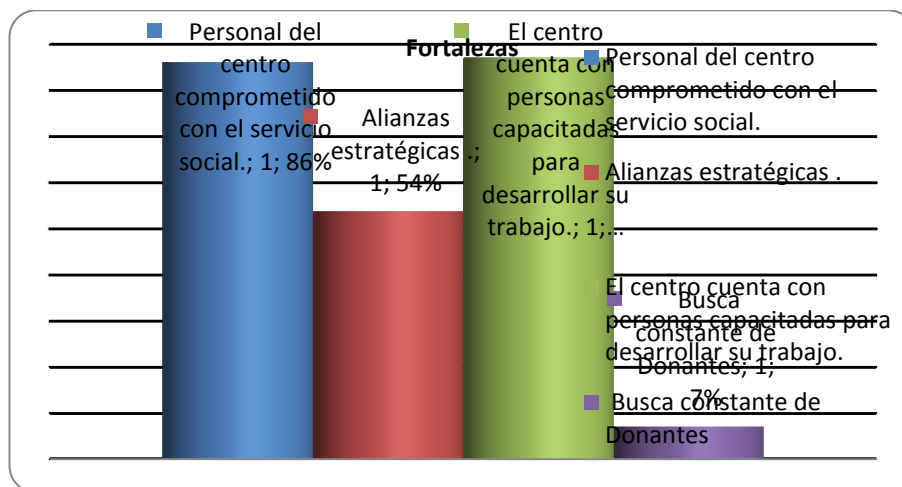 Fortalezas
Personal del
centro
comprometido
con el servicio
social.; 1; 86%
Alianzas
estratégicas .;
1; 54%
El centro
cuenta con
personas
capacitadas
para
desarrollar su
trabajo.; 1;...
Busca
constante de
Donantes; 1;
7%
Personal del centro
comprometido con el
servicio social.
Alianzas estratégicas .
El centro cuenta con
personas capacitadas para
desarrollar su trabajo.
Busca constante de
Donantes